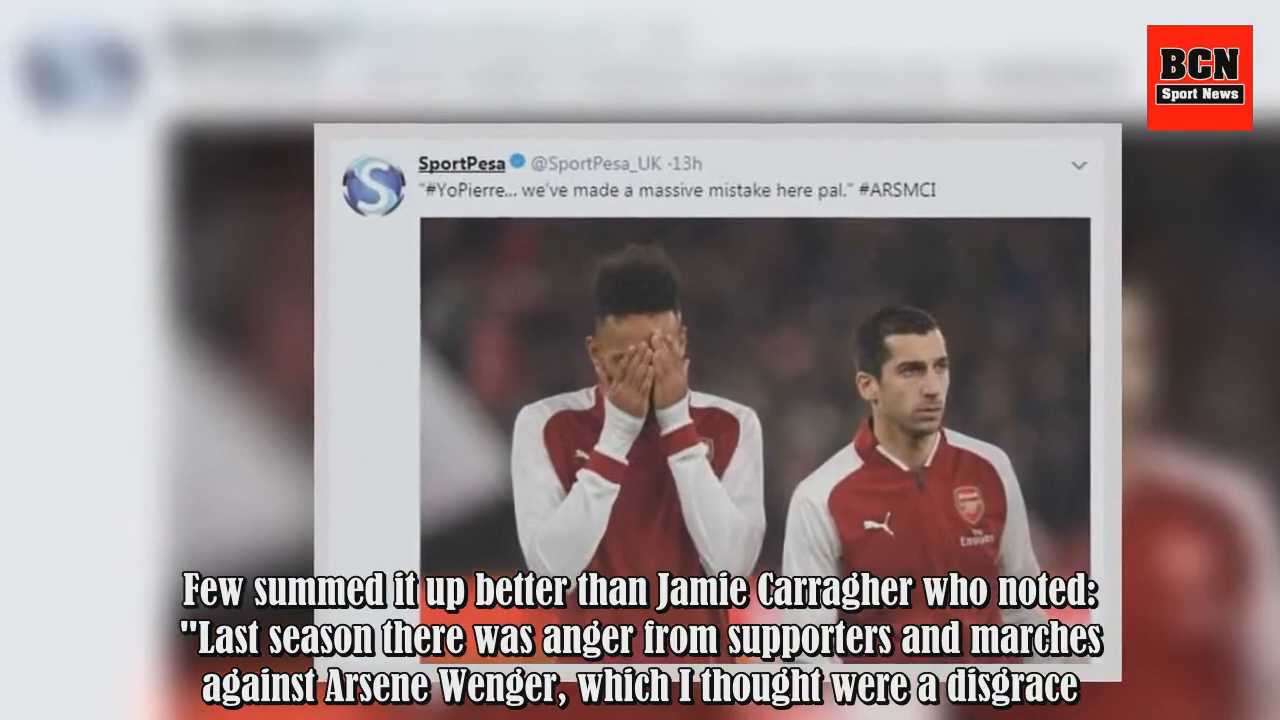 BCN
Sport News
SportPesa @SportPesa_UK -13h
"#YoPierre... we've made a massive mistake here pal." #ARSMCI
Fly
Emirates
Few summed it up better than Jamie Carragher who noted:
"Last season there was anger from supporters and marches
against Arsene Wenger, which I thought were a disgrace